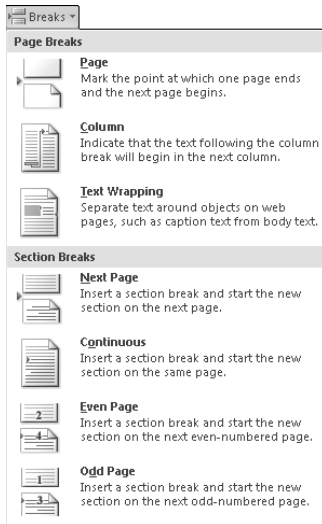 Breaks
Page Breaks
Page
Mark the point at which one page ends
and the next page begins.
Column
Indicate that the text following the column
break will begin in the next column.
Text Wrapping
Separate text around objects on web
pages, such as caption text from body text.
Section Breaks
Next Page
Insert a section break and start the new
section on the next page.
Continuous
Insert a section break and start the new
section on the same page.
Even Page
Insert a section break and start the new
section on the next even-numbered page.
2
4
Odd Page
Insert a section break and start the new
section on the next odd-numbered page.
1
3